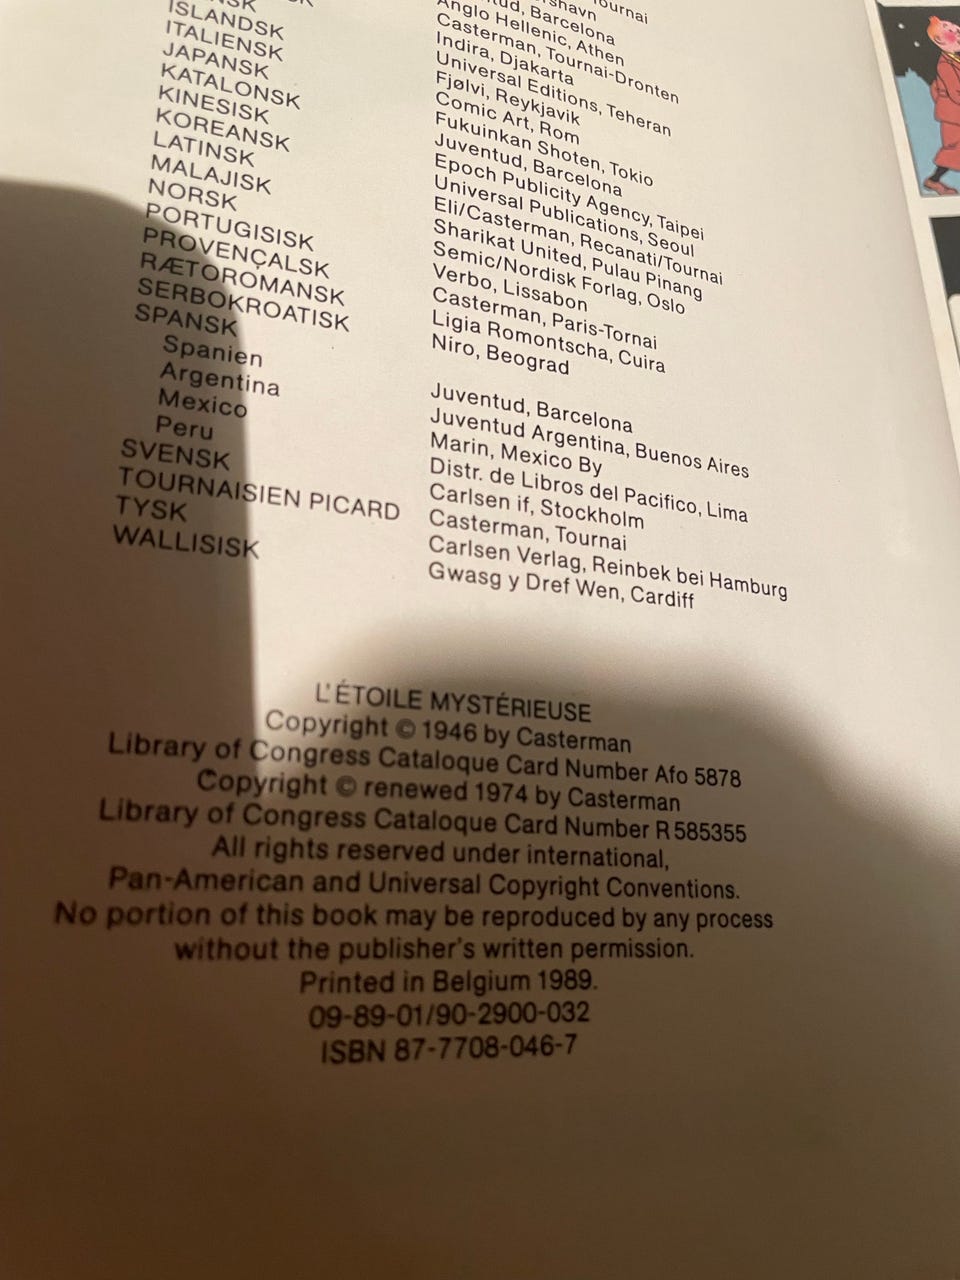 Barcelona
Anglo Hellenic, Athen
Casterman, Tournai-Dronten
Indira, Djakarta
Universal Editions, Teheran
ISLANDSK Fjølvi, Reykjavik
ITALIENSK Comic Art, Rom
JAPANSK Fukuinkan Shoten, Tokio
KATALONSK Juventud, Barcelona
KINESISK Epoch Publicity Agency, Taipei
KOREANSK Universal Publications, Seoul
LATINSK Eli/Casterman, Recanati/Tournai
MALAJISK Sharikat United, Pulau Pinang
NORSK Semic/Nordisk Forlag, Oslo
PORTUGISISK Verbo, Lissabon
PROVENÇALSK Casterman, Paris-Tornai
RÆTOROMANSK Ligia Romontscha, Cuira
SERBOKROATISK Niro, Beograd
SPANSK
Spanien Juventud, Barcelona
Argentina Juventud Argentina, Buenos Aires
Mexico Marin, Mexico By
Peru Distr. de Libros del Pacifico, Lima
SVENSK Carlsen if, Stockholm
TOURNAISIEN PICARD Casterman, Tournai
TYSK Carlsen Verlag, Reinbek bei Hamburg
WALLISISK Gwasg y Dref Wen, Cardiff
L'ÉTOILE MYSTÉRIEUSE
Copyright © 1946 by Casterman
Library of Congress Cataloque Card Number Afo 5878
Copyright © renewed 1974 by Casterman
Library of Congress Cataloque Card Number R 585355
All rights reserved under international,
Pan-American and Universal Copyright Conventions.
No portion of this book may be reproduced by any process
without the publisher's written permission.
Printed in Belgium 1989.
09-89-01/90-2900-032
ISBN 87-7708-046-7